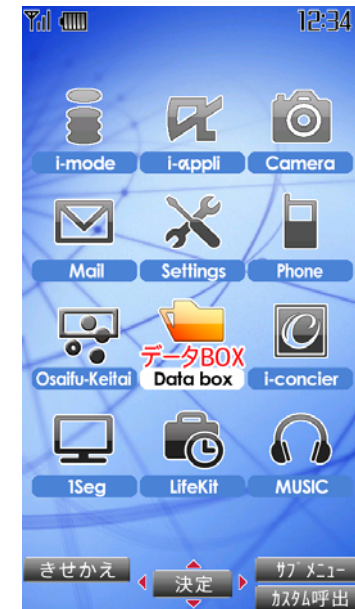 12:34
i-mode
i-αppli
Camera
Mail
Settings
Phone
Osaifu-Keitai
データBOX
Data box
i-concier
1Seg
LifeKit
MUSIC
きせかえ
決定
サブメニュー
カスタム呼出